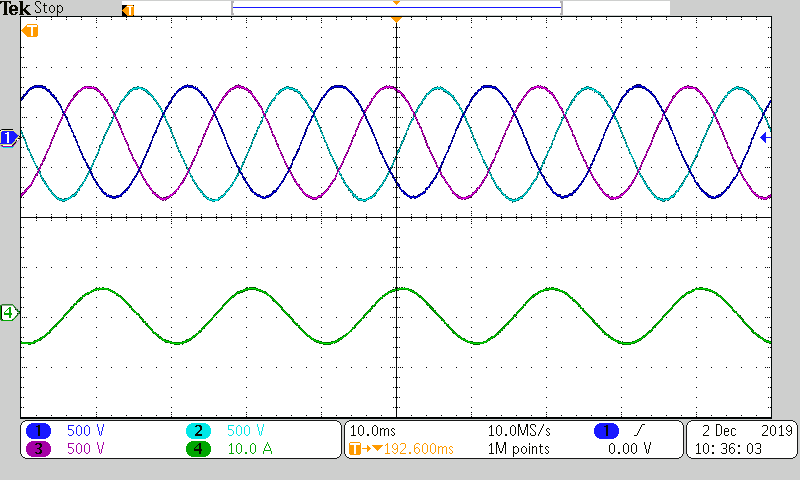 Tek Stop
T
T
1
4
1 500 V 2 500 V
3 500 V 4 10.0 A
10.0ms 10.0MS/s 1
T→▼192.600ms 1M points 0.00 V
2 Dec 2019
10:36:03